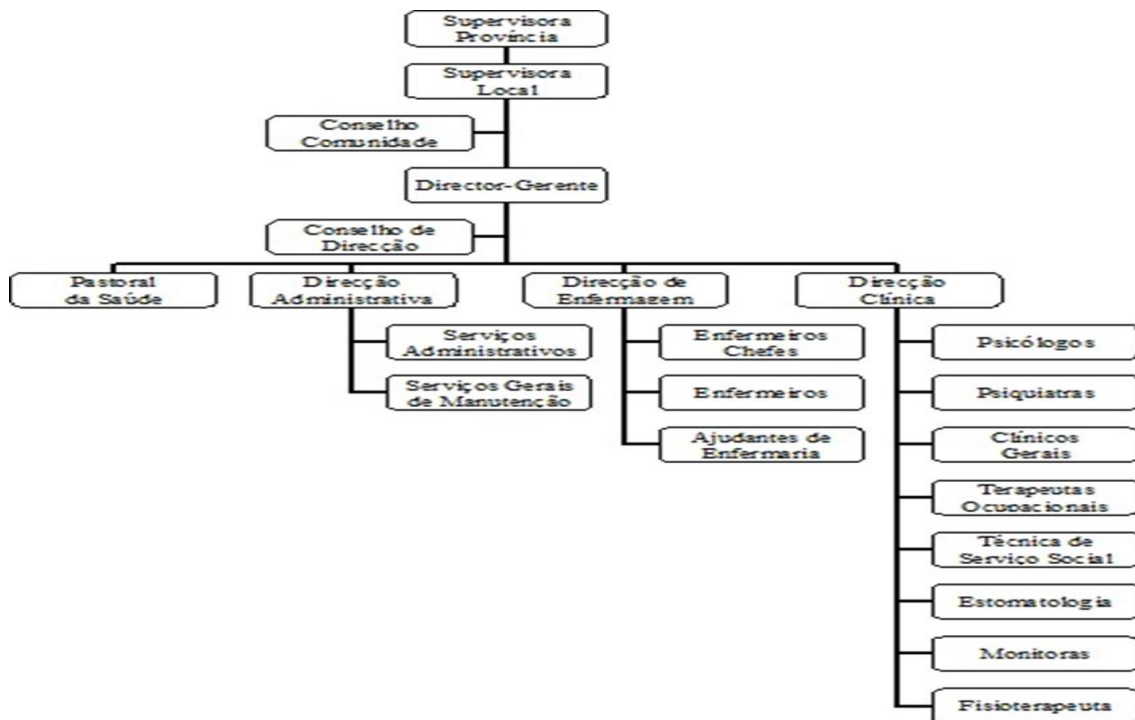 Supervisora
Província
Supervisora
Local
Conselho
Comunidade
Director-Gerente
Conselho de
Direcção
Pastoral
da Saúde
Direcção
Administrativa
Direcção de
Enfermagem
Direcção
Clínica
Serviços
Administrativos
Serviços Gerais
de Manutenção
Enfermeiros
Chefes
Enfermeiros
Ajudantes de
Enfermaria
Psicólogos
Psiquiatras
Clínicos
Gerais
Terapeutas
Ocupacionais
Técnica de
Serviço Social
Estomatologia
Monitoras
Fisioterapeuta